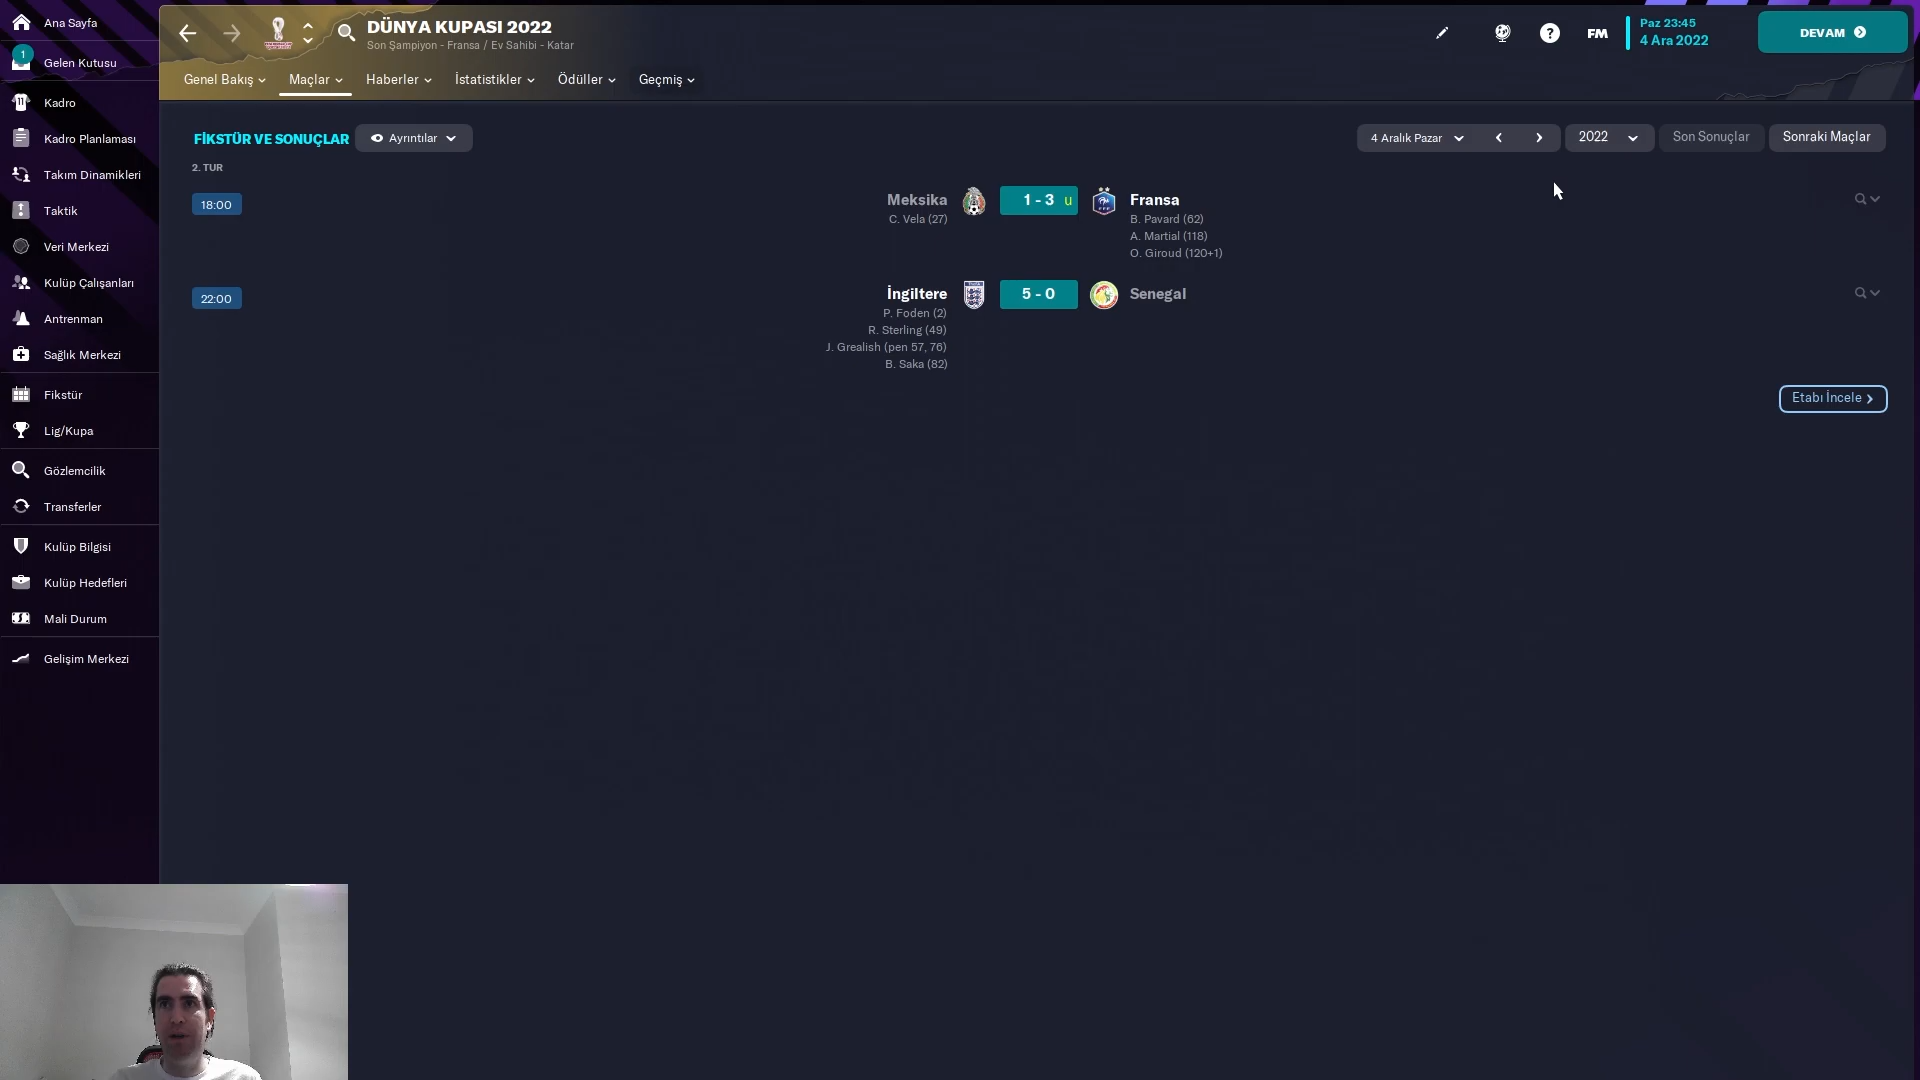 Ana Sayfa
1
Gelen Kutusu
Kadro
Kadro Planlaması
Takım Dinamikleri
Taktik
Veri Merkezi
Kulüp Çalışanları
Antrenman
Sağlık Merkezi
Fikstür
Lig/Kupa
Gözlemcilik
Transferler
Kulüp Bilgisi
Kulüp Hedefleri
Mali Durum
Gelişim Merkezi
DÜNYA KUPASI 2022
Son Şampiyon - Fransa / Ev Sahibi - Katar
FM
Paz 23:45
4 Ara 2022
DEVAM
Genel Bakış Maçlar Haberler İstatistikler Ödüller Geçmiş
FİKSTÜR VE SONUÇLAR Ayrıntılar
4 Aralık Pazar 2022 Son Sonuçlar Sonraki Maçlar
2. TUR
18:00 Meksika 1 - 3 u Fransa
C. Vela (27) B. Pavard (62)
A. Martial (118)
O. Giroud (120+1)
22:00 İngiltere 5 - 0 Senegal
P. Foden (2)
R. Sterling (49)
J. Grealish (pen 57, 76)
B. Saka (82)
Etabı İncele